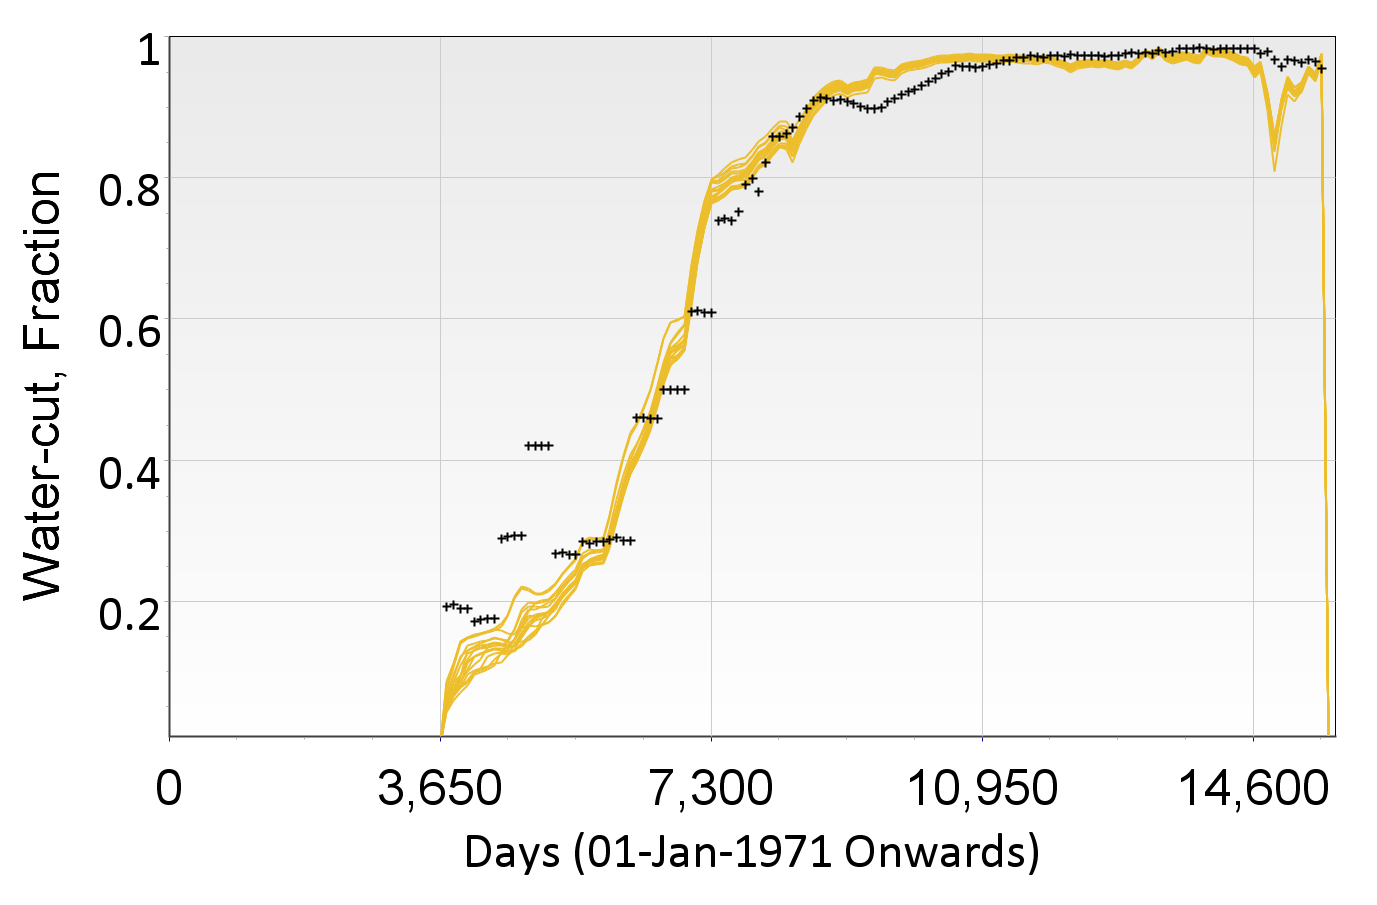 Water-cut, Fraction
1
0.8
0.6
0.4
0.2
0 3,650 7,300 10,950 14,600
Days (01-Jan-1971 Onwards)